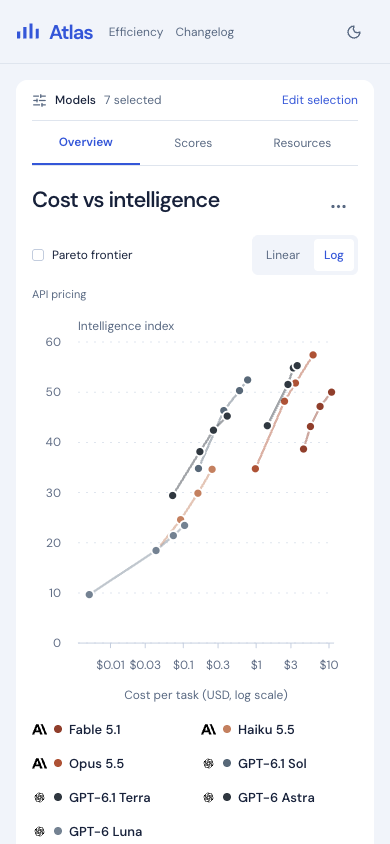 Atlas Efficiency Changelog
Models 7 selected Edit selection
Overview Scores Resources
Cost vs intelligence
Pareto frontier Linear Log
API pricing
Intelligence index
60
50
40
30
20
10
0
$0.01 $0.03 $0.1 $0.3 $1 $3 $10
Cost per task (USD, log scale)
Fable 5.1 Haiku 5.5
Opus 5.5 GPT-6.1 Sol
GPT-6.1 Terra GPT-6 Astra
GPT-6 Luna